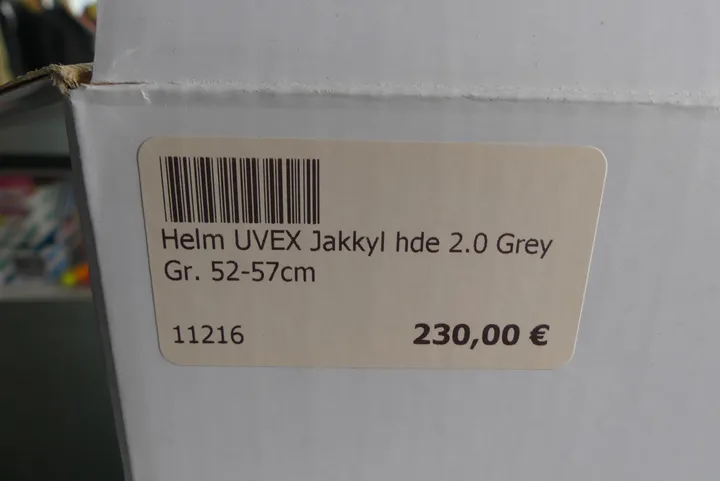 Helm UVEX Jakkyl hde 2.0 Grey
Gr. 52-57cm
11216 230,00 €